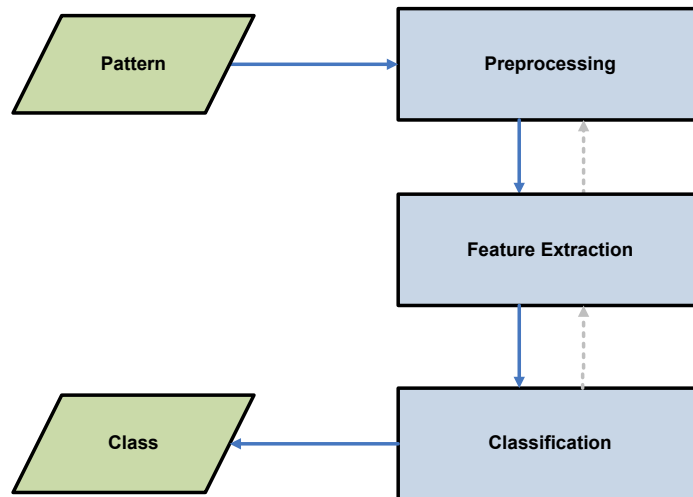 Pattern
Preprocessing
Feature Extraction
Class
Classification